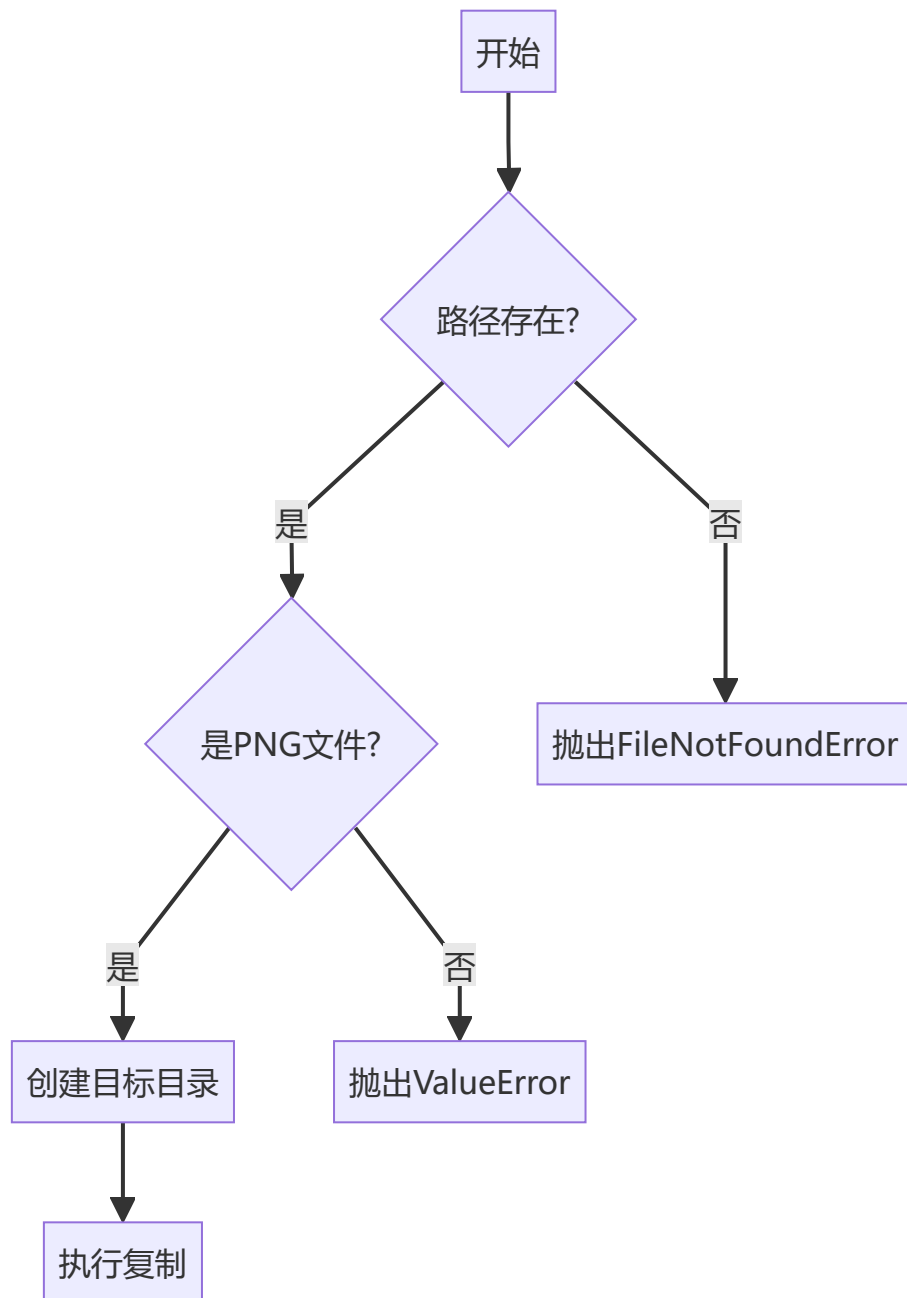 开始
路径存在?
是
否
是PNG文件?
抛出FileNotFoundError
是
否
创建目标目录
抛出ValueError
执行复制